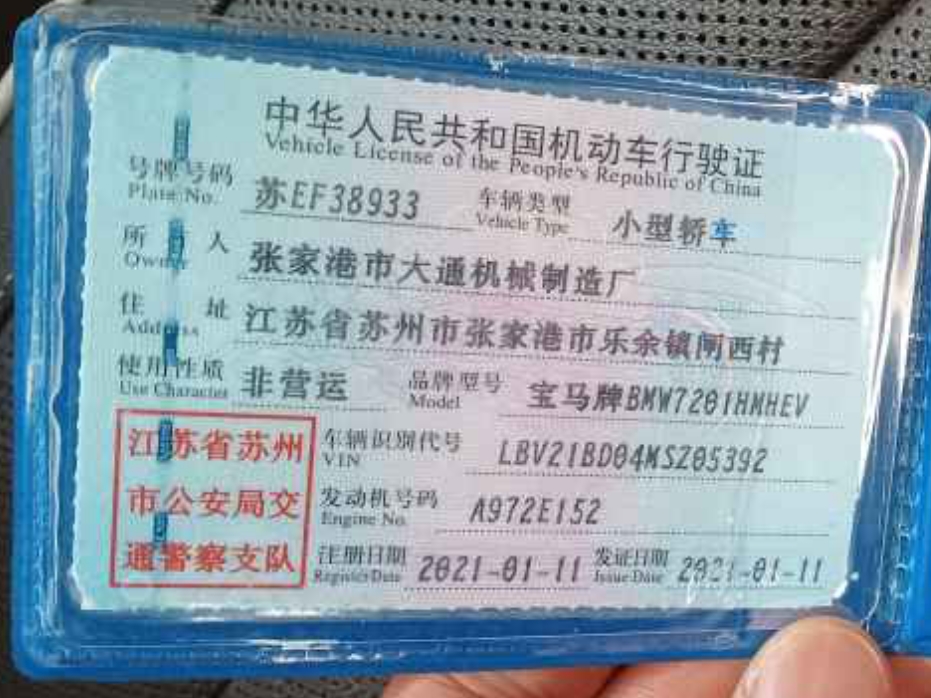 中华人民共和国机动车行驶证
Vehicle License of the People's Republic of China
号牌号码 苏EF38933 车辆类型 小型轿车
Plate No. Vehicle Type
所有人 张家港市大通机械制造厂
Owner
住址 江苏省苏州市张家港市乐余镇闸西村
Address
使用性质 非营运 品牌型号 宝马牌BMW7201HMHEV
Use Character Model
江苏省苏州 车辆识别代号 LBV21BD04MSZ05392
VIN
市公安局交 发动机号码 A972E152
Engine No.
通警察支队 注册日期 2021-01-11 发证日期 2021-01-11
Register Date Issue Date